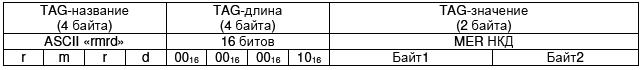 TAG-название (4 байта) TAG-длина (4 байта) TAG-значение (2 байта)
ASCII «rmrd» 16 битов MER НКД
r m r d 00₁₆ 00₁₆ 00₁₆ 10₁₆ Байт1 Байт2